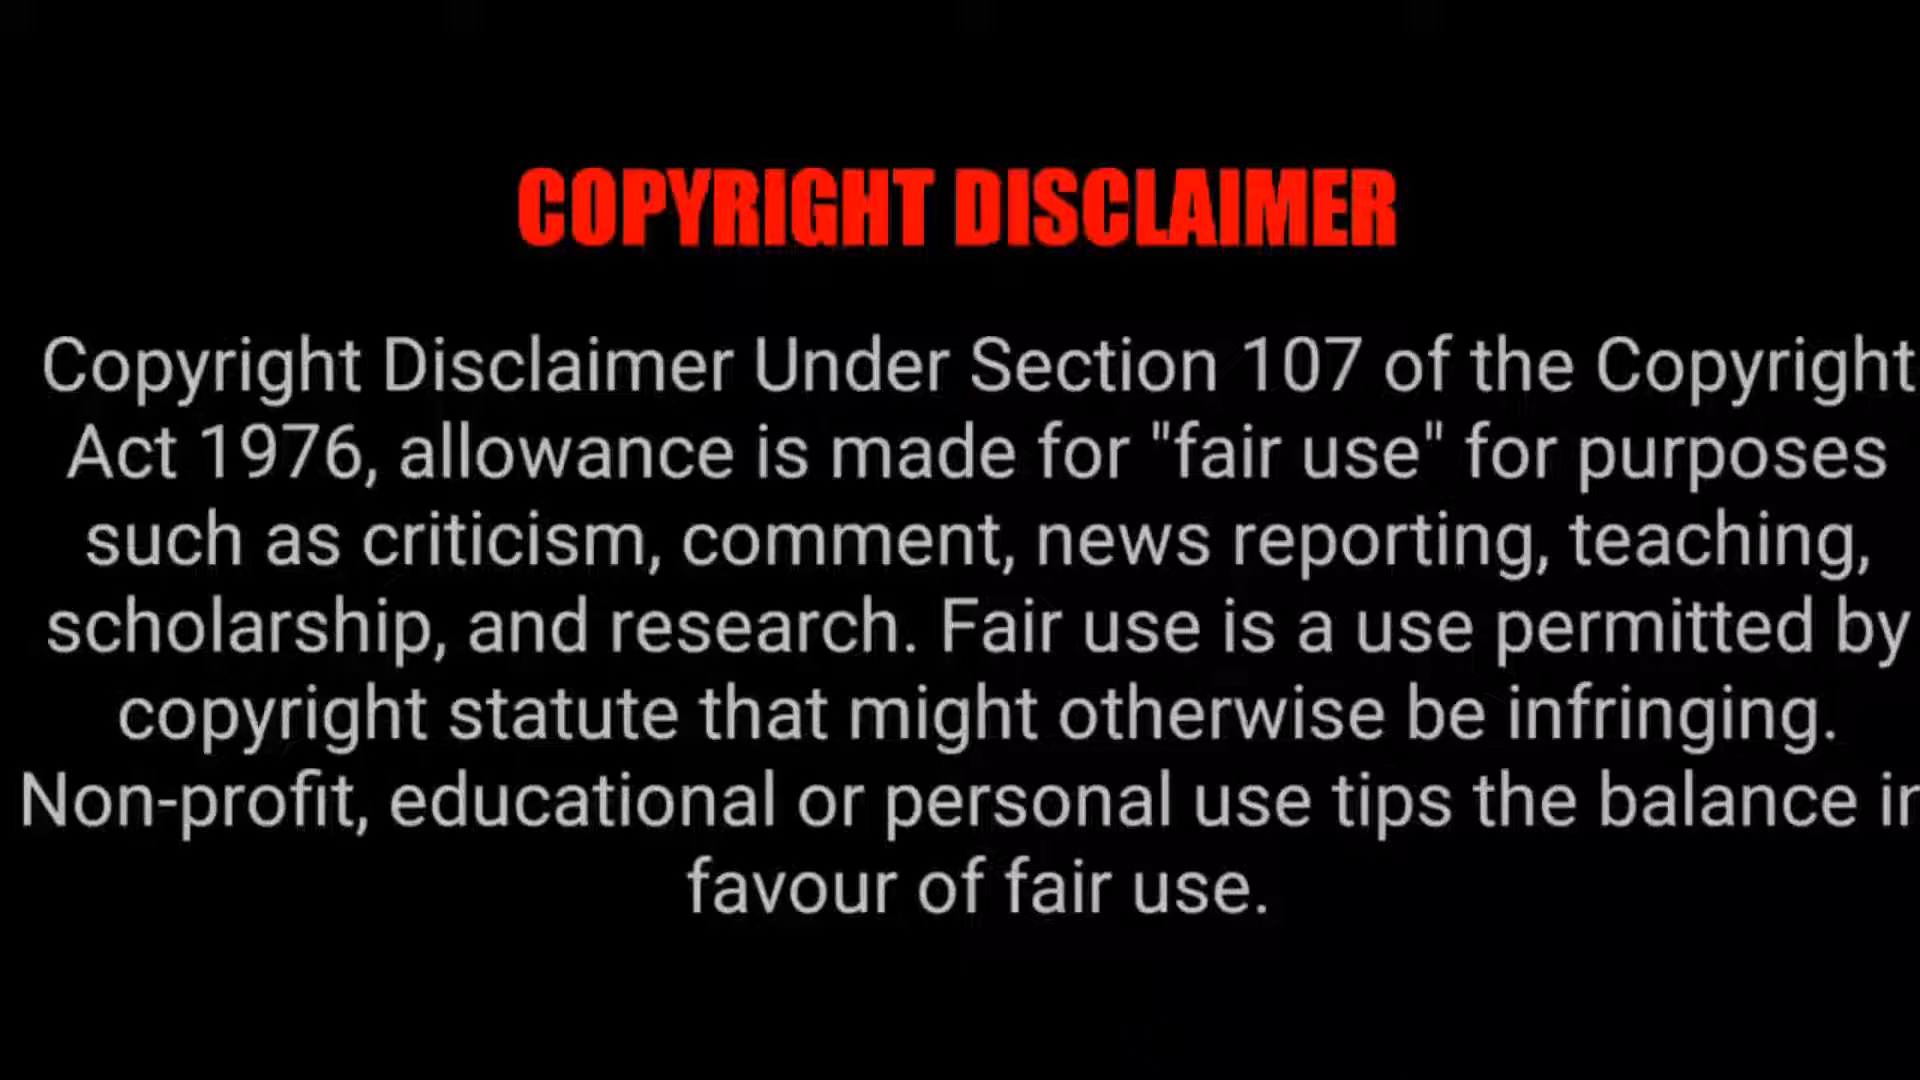 COPYRIGHT DISCLAIMER
Copyright Disclaimer Under Section 107 of the Copyright
Act 1976, allowance is made for "fair use" for purposes
such as criticism, comment, news reporting, teaching,
scholarship, and research. Fair use is a use permitted by
copyright statute that might otherwise be infringing.
Non-profit, educational or personal use tips the balance in
favour of fair use.